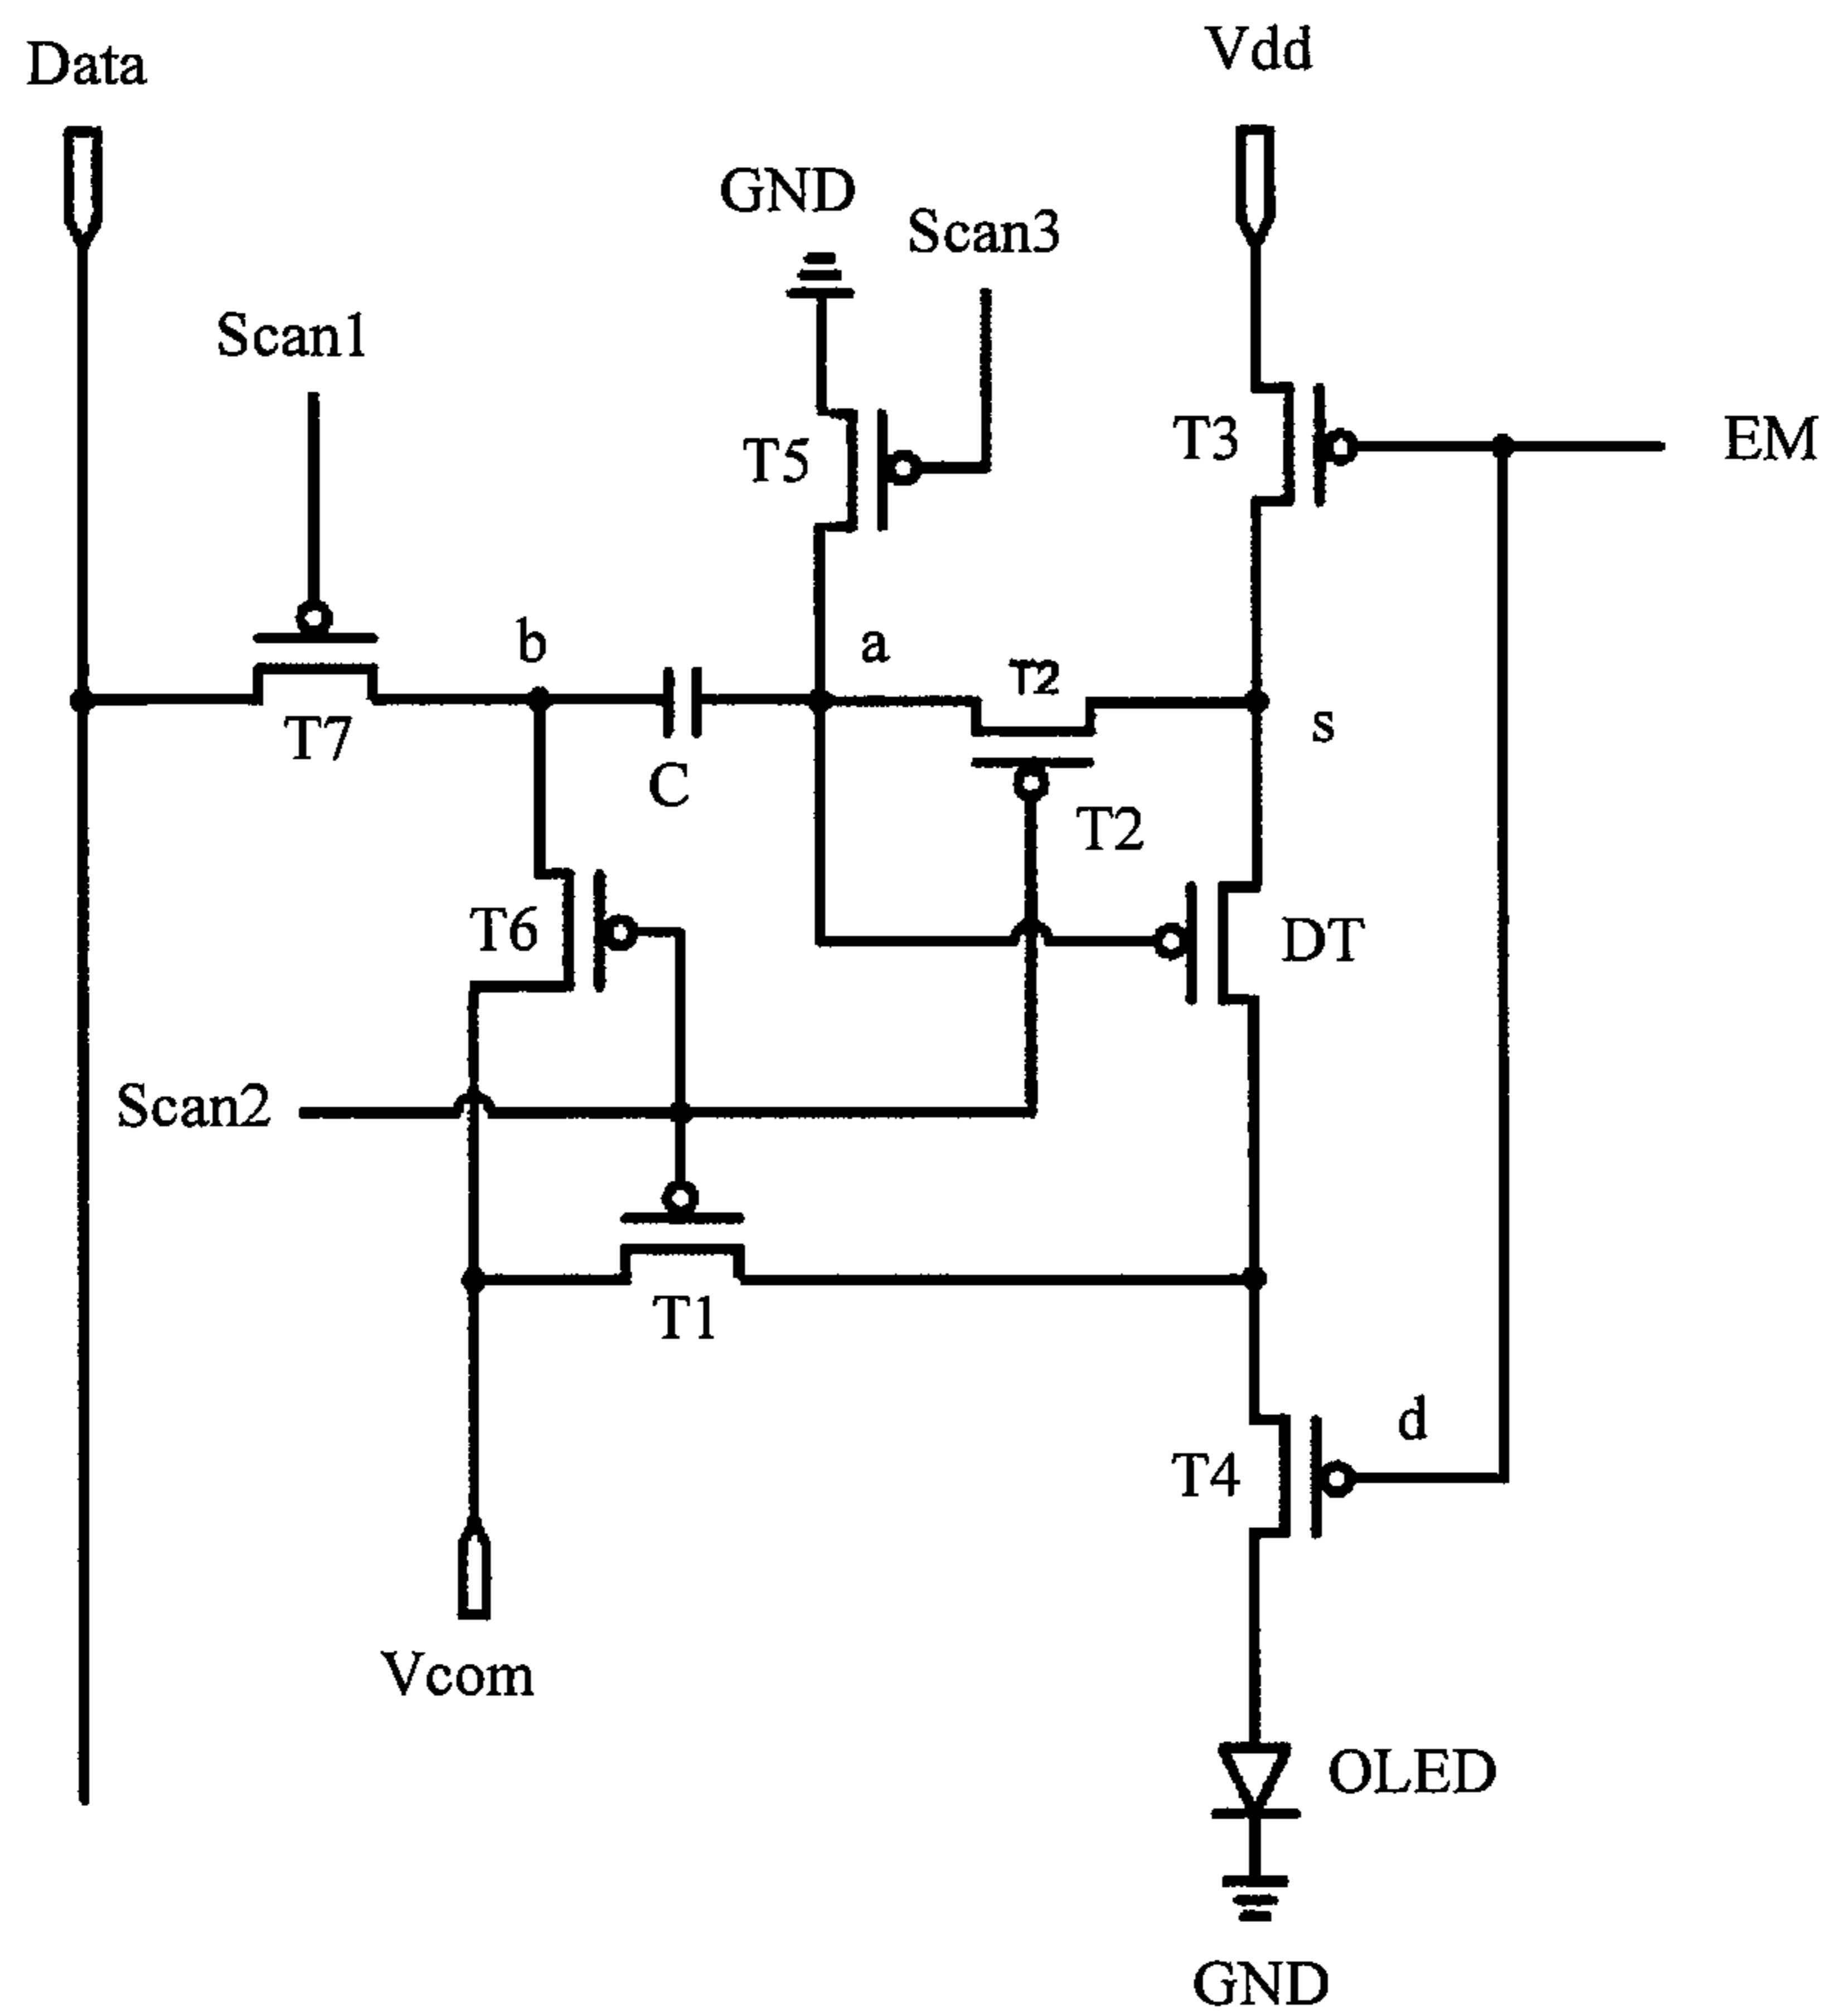 Data
Vdd
GND
Scan3
Scan1
T5
T3
EM
b
a
T2
s
T7
C
T2
T6
DT
Scan2
T1
d
T4
Vcom
OLED
GND